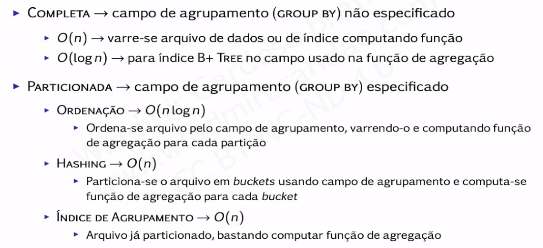 Completa → campo de agrupamento (group by) não especificado
O(n) → varre-se arquivo de dados ou de índice computando função
O(log n) → para índice B+ Tree no campo usado na função de agregação
Particionada → campo de agrupamento (group by) especificado
Ordenação → O(n log n)
Ordena-se arquivo pelo campo de agrupamento, varrendo-o e computando função
de agregação para cada partição
Hashing → O(n)
Particiona-se o arquivo em buckets usando campo de agrupamento e computa-se
função de agregação para cada bucket
Índice de Agrupamento → O(n)
Arquivo já particionado, bastando computar função de agregação